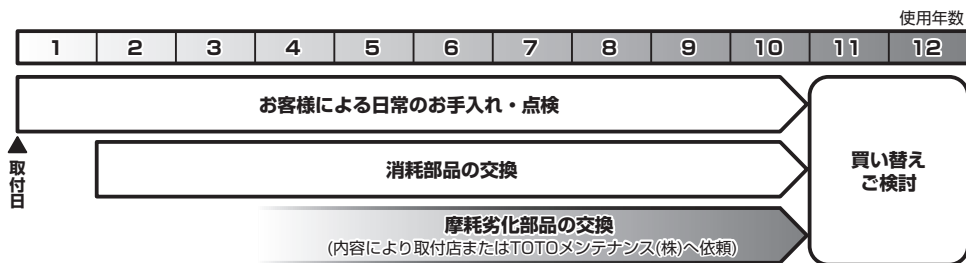 使用年数
1 2 3 4 5 6 7 8 9 10 11 12
お客様による日常のお手入れ・点検
取付日
消耗部品の交換
買い替え
ご検討
摩耗劣化部品の交換
(内容により取付店またはTOTOメンテナンス(株)へ依頼)